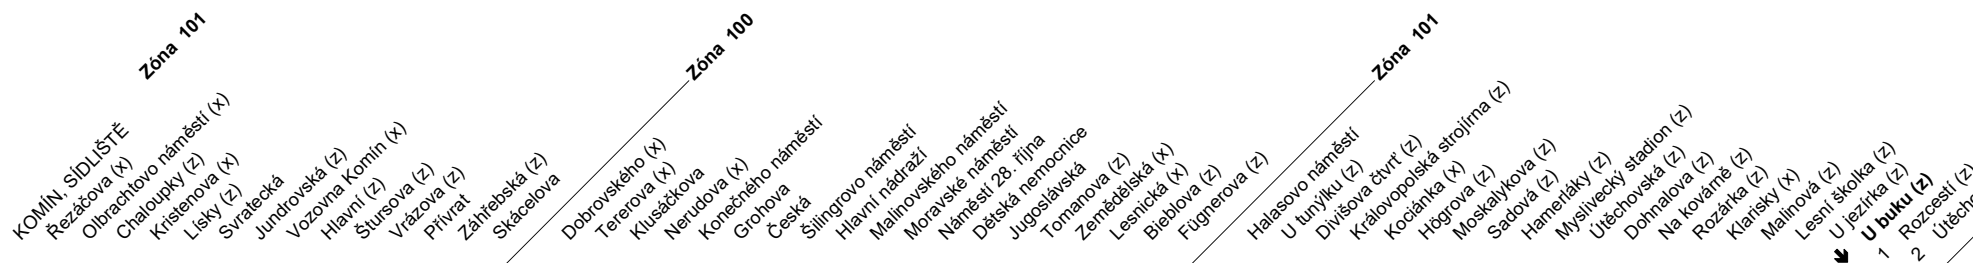 Zóna 101
KOMÍN, SÍDLIŠTĚ
Řezáčova (x)
Olbrachtovo náměstí (x)
Chaloupky (z)
Kristenova (x)
Lísky (z)
Svratecká
Jundrovská (z)
Vozovna Komín (x)
Hlavní (z)
Štursova (z)
Vrázova (z)
Přívrat
Záhřebská (z)
Skácelova
Zóna 100
Dobrovského (x)
Tererova (x)
Klusáčkova
Nerudova (x)
Konečného náměstí
Grohova
Česká
Šilingrovo náměstí
Hlavní nádraží
Malinovského náměstí
Moravské náměstí
Náměstí 28. října
Dětská nemocnice
Jugoslávská
Tomanova (z)
Zemědělská (x)
Lesnická (x)
Bieblova (z)
Fügnerova (z)
Zóna 101
Halasovo náměstí
U tunýlku (z)
Divišova čtvrť (z)
Královopolská strojírna (z)
Kociánka (x)
Högrova (z)
Moskalykova (z)
Sadová (z)
Hameriáky (z)
Myslivecký stadion (z)
Útěchovská (z)
Dohnalova (z)
Na kovárně (z)
Rozárka (z)
Klarisky (x)
Malinová (z)
Lesní školka (z)
U jezírka (z)
U buku (z)
1 Rozcestí (z)
2